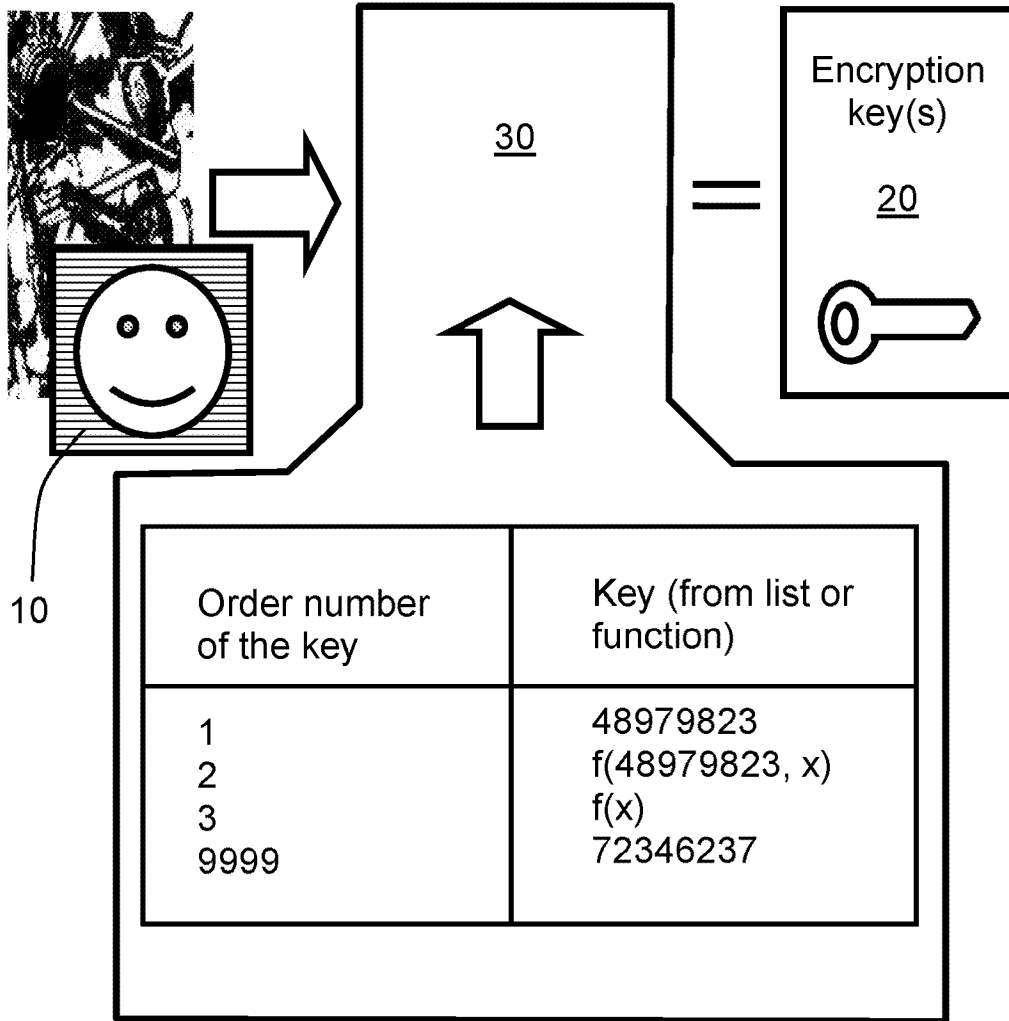 30
Encryption
key(s)
20
10
Order number
of the key
Key (from list or
function)
1
48979823
2
f(48979823, x)
3
f(x)
9999
72346237